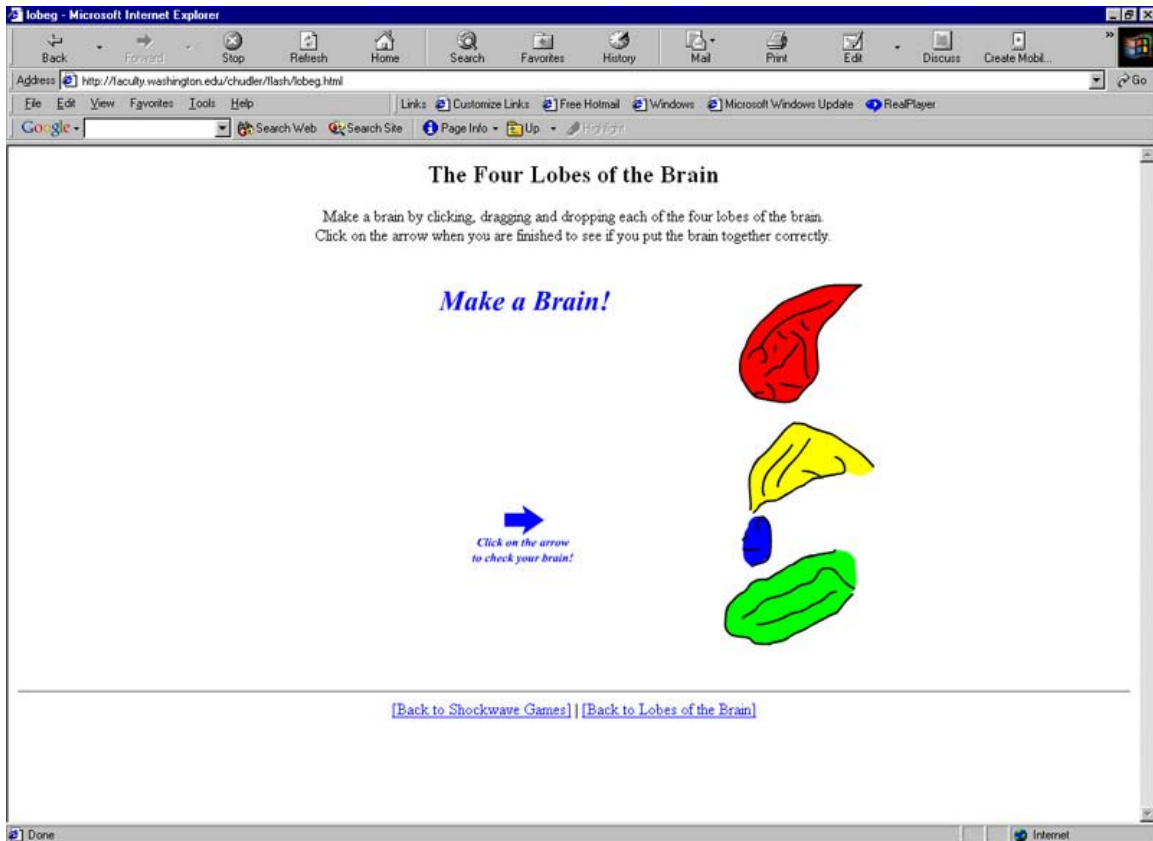 lobeg - Microsoft Internet Explorer
Back Forward Stop Refresh Home Search Favorites History Mail Print Edit Discuss Create Mobil...
Address http://faculty.washington.edu/chudler/flash/lobeg.html Go
File Edit View Favorites Tools Help Links Customize Links Free Hotmail Windows Microsoft Windows Update RealPlayer
Google Search Web Search Site Page Info Up Highlight
The Four Lobes of the Brain
Make a brain by clicking, dragging and dropping each of the four lobes of the brain.
Click on the arrow when you are finished to see if you put the brain together correctly.
Make a Brain!
Click on the arrow
to check your brain!
[Back to Shockwave Games] | [Back to Lobes of the Brain]
Done Internet